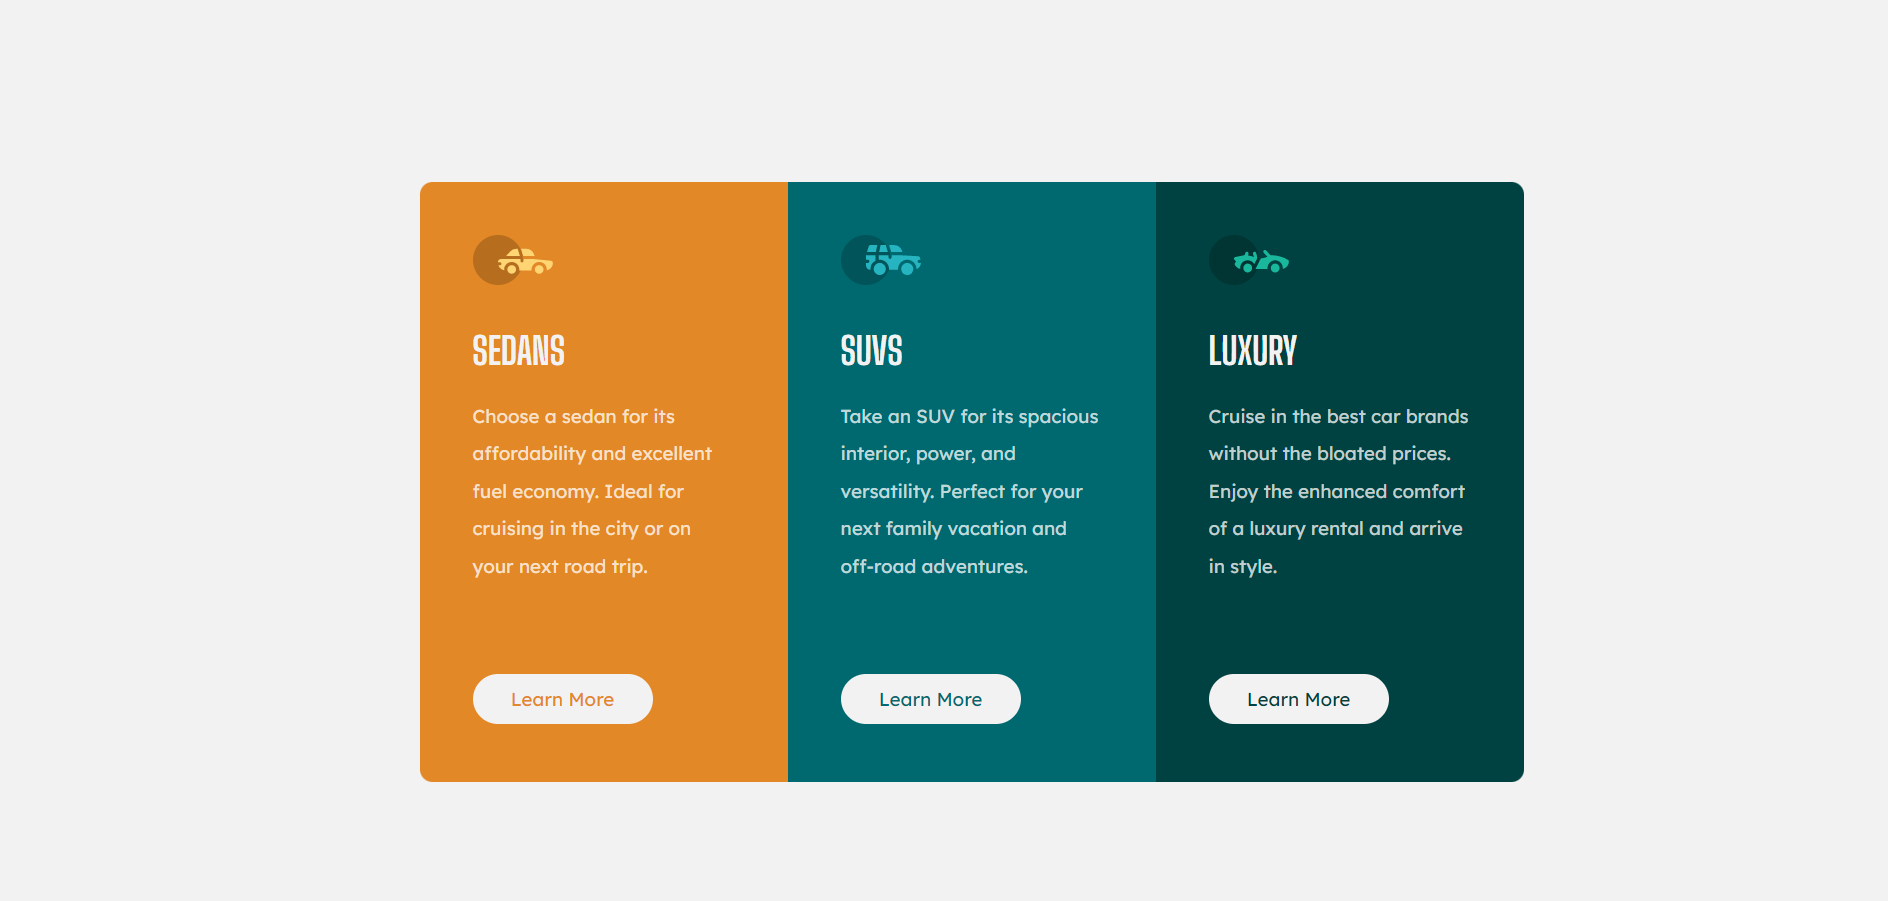 SEDANS
Choose a sedan for its
affordability and excellent
fuel economy. Ideal for
cruising in the city or on
your next road trip.
Learn More
SUVS
Take an SUV for its spacious
interior, power, and
versatility. Perfect for your
next family vacation and
off-road adventures.
Learn More
LUXURY
Cruise in the best car brands
without the bloated prices.
Enjoy the enhanced comfort
of a luxury rental and arrive
in style.
Learn More